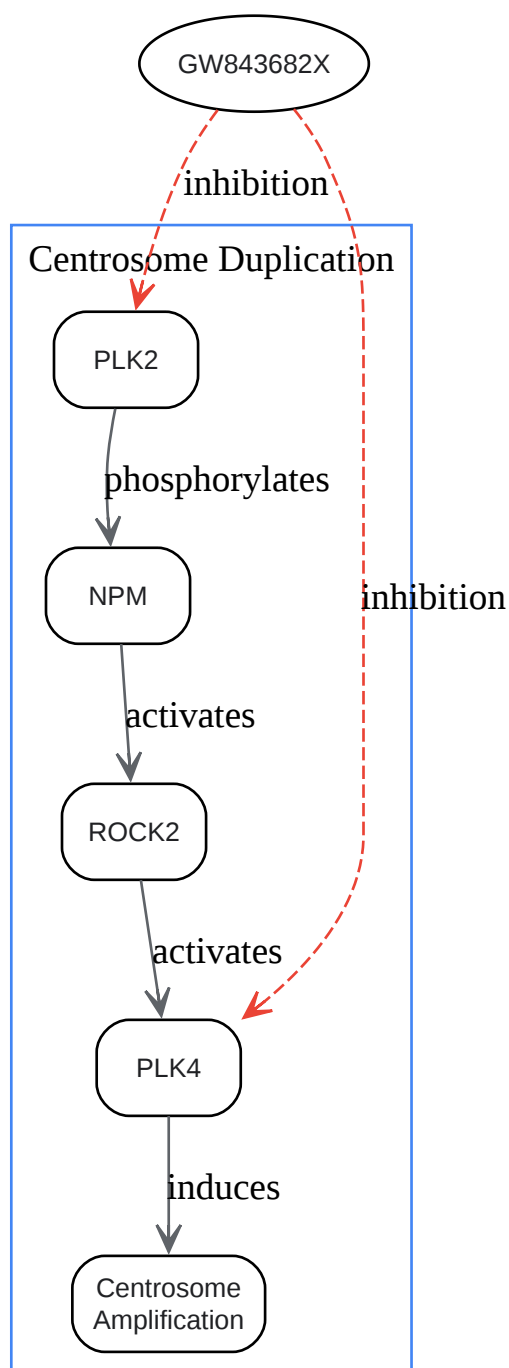 GW843682X
inhibition
Centrosome Duplication
PLK2
phosphorylates
NPM
inhibition
activates
ROCK2
activates
PLK4
induces
Centrosome
Amplification